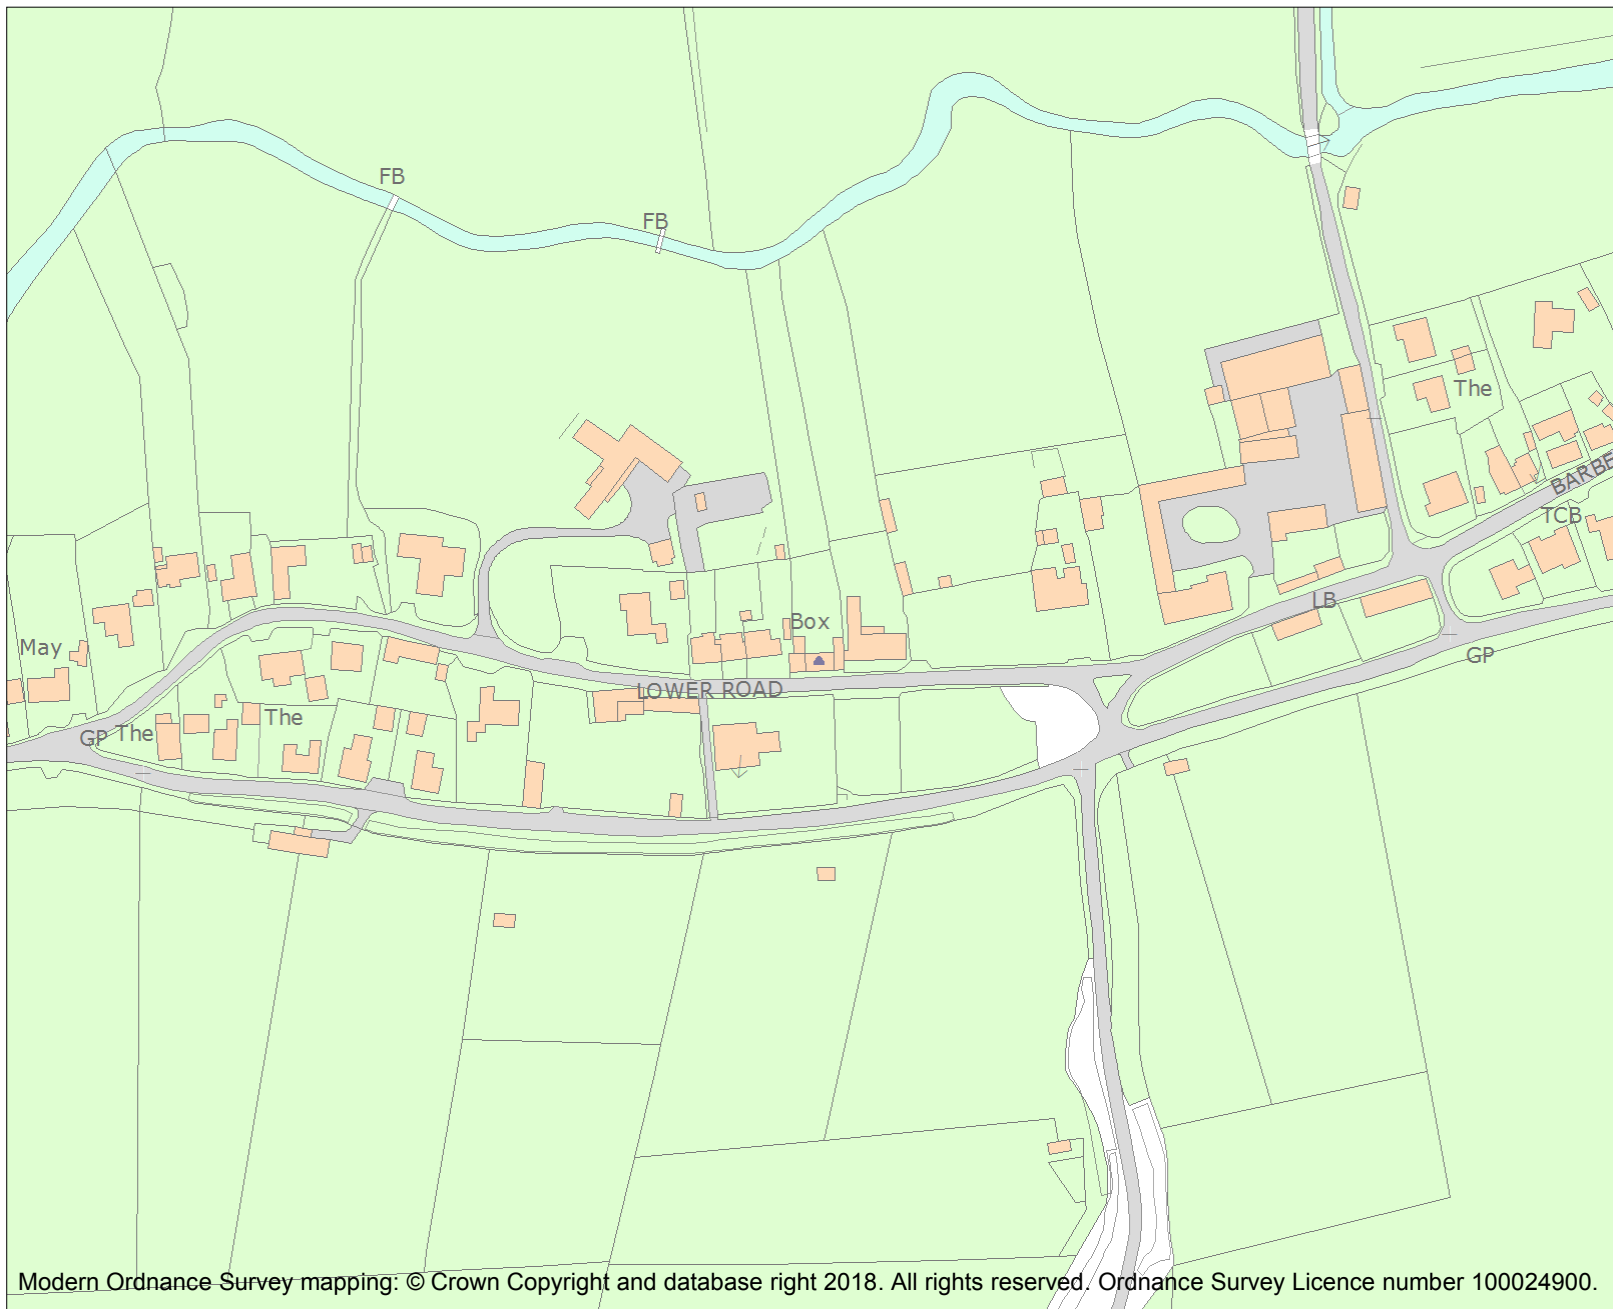 FB
FB
The
BARBE
TCB
LB
Box
May
GP
LOWER ROAD
The
GP The
Modern Ordnance Survey mapping: © Crown Copyright and database right 2018. All rights reserved. Ordnance Survey Licence number 100024900.